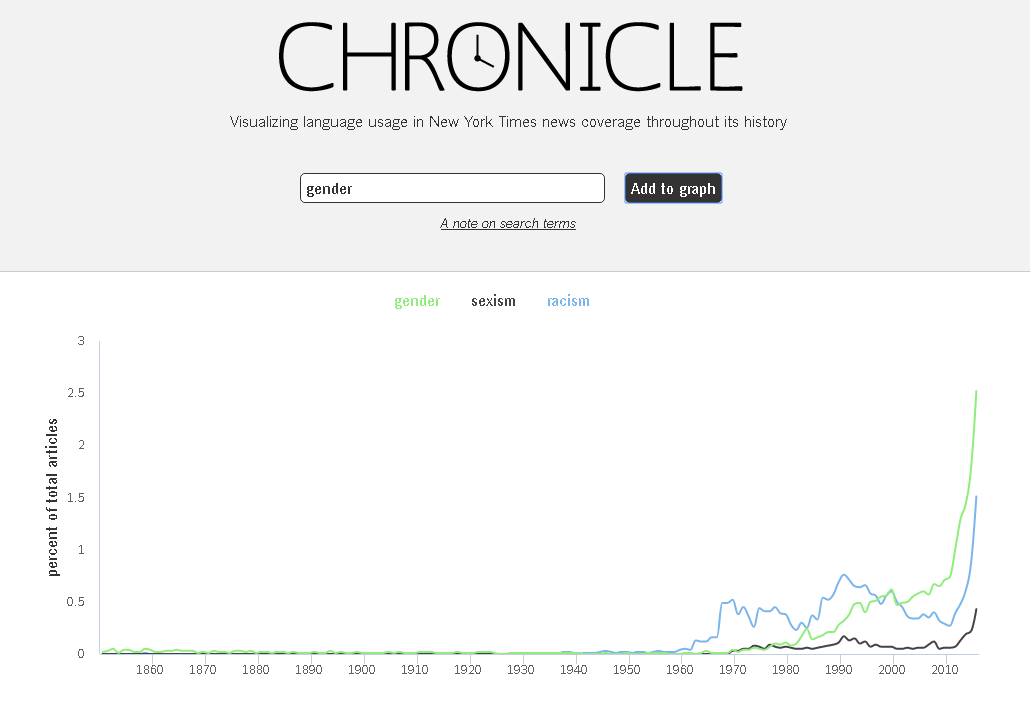 CHRONICLE
Visualizing language usage in New York Times news coverage throughout its history
gender Add to graph
A note on search terms
gender sexism racism
percent of total articles
3
2.5
2
1.5
1
0.5
0
1860 1870 1880 1890 1900 1910 1920 1930 1940 1950 1960 1970 1980 1990 2000 2010